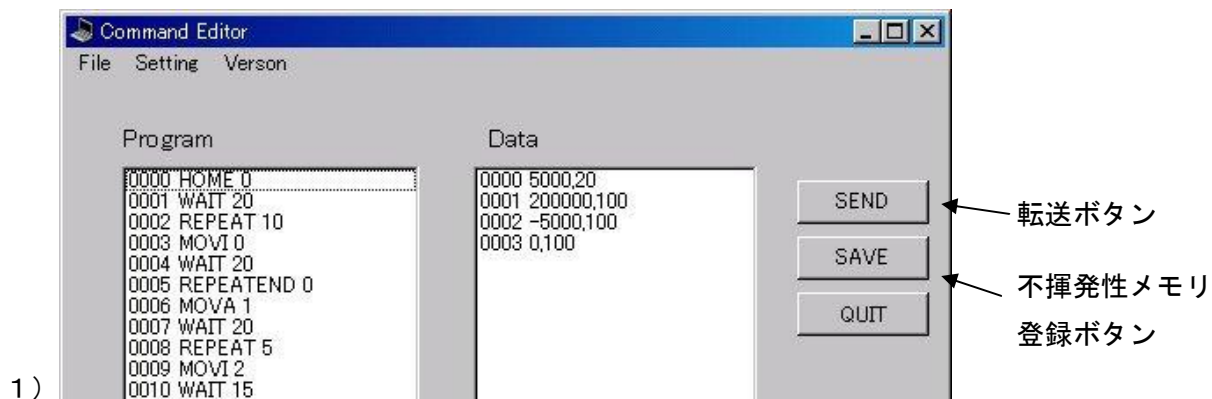 Command Editor
File Setting Verson
Program
Data
0000 HOME 0
0001 WAIT 20
0002 REPEAT 10
0003 MOVI 0
0004 WAIT 20
0005 REPEATEND 0
0006 MOVA 1
0007 WAIT 20
0008 REPEAT 5
0009 MOVI 2
0010 WAIT 15
0000 5000,20
0001 200000,100
0002 -5000,100
0003 0,100
SEND
SAVE
QUIT
転送ボタン
不揮発性メモリ
登録ボタン
１）